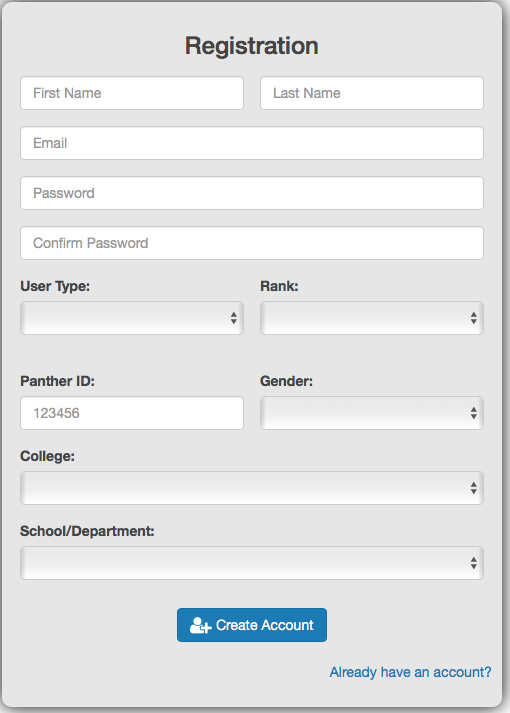 Registration
First Name Last Name
Email
Password
Confirm Password
User Type: Rank:
Panther ID: Gender:
123456
College:
School/Department:
Create Account
Already have an account?